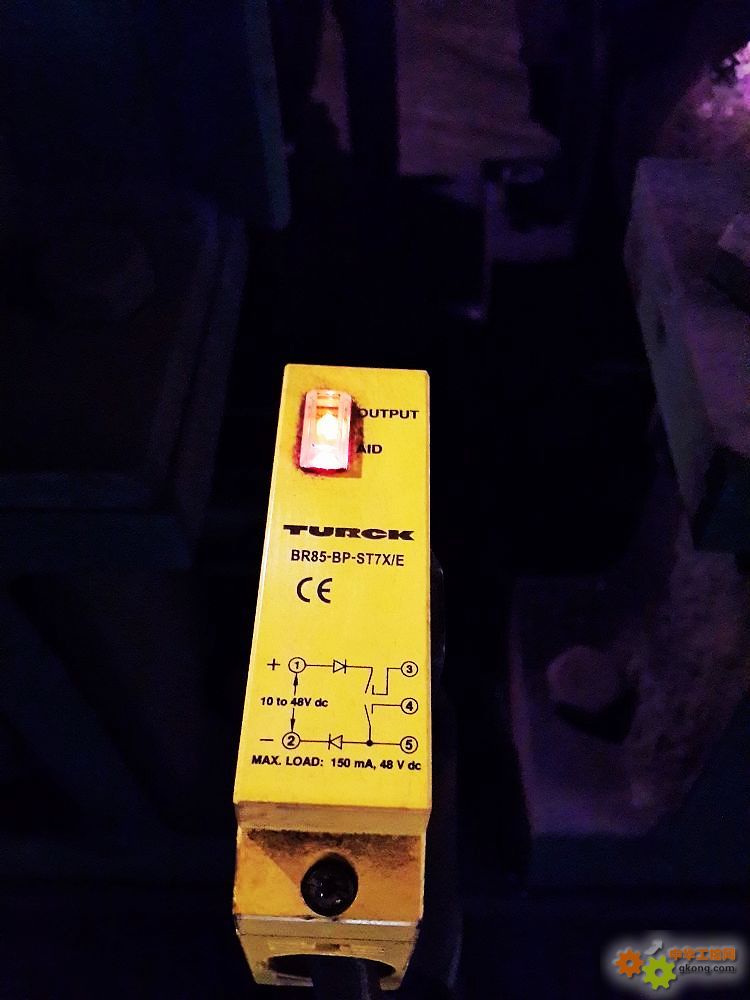 OUTPUT
AID
TURCK
BR85-BP-ST7X/E
CE
+ 1 3
10 to 48V dc
4
- 2 5
MAX. LOAD: 150 mA, 48 V dc
中华工控网
gkong.com